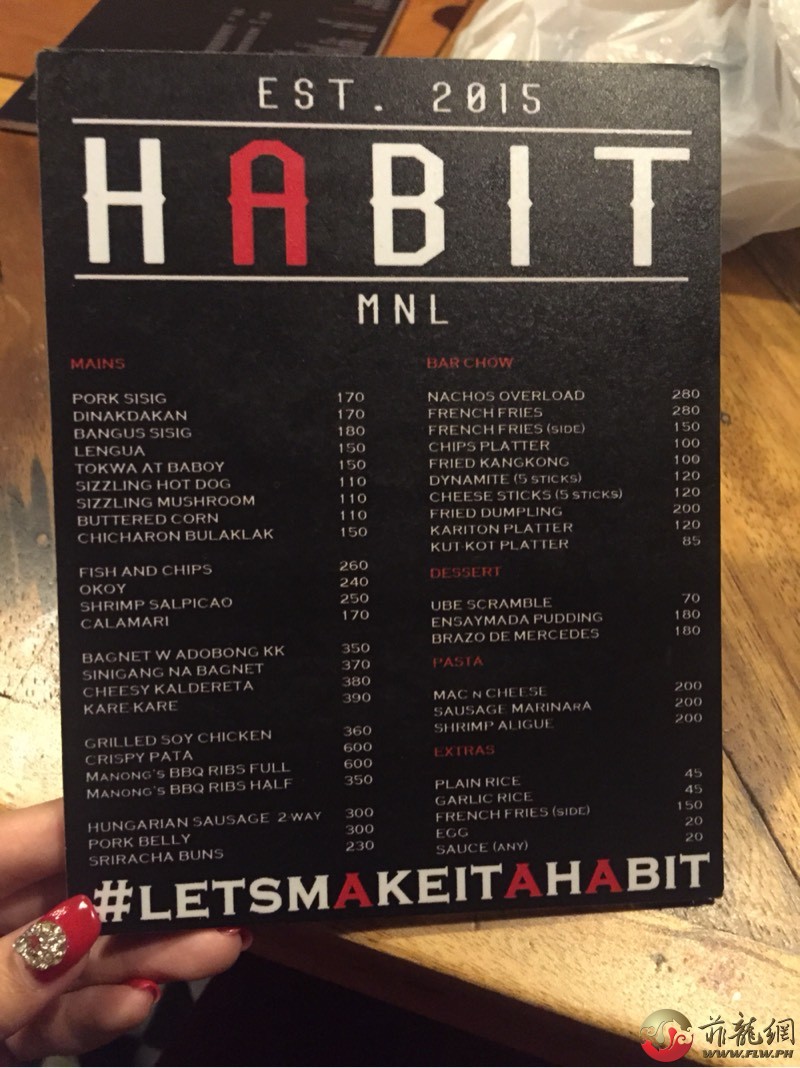 EST. 2015
HABIT
MNL
MAINS
PORK SISIG 170
DINAKDAKAN 170
BANGUS SISIG 180
LENGUA 150
TOKWA AT BABOY 150
SIZZLING HOT DOG 110
SIZZLING MUSHROOM 110
BUTTERED CORN 110
CHICHARON BULAKLAK 150
FISH AND CHIPS 260
OKOY 240
SHRIMP SALPICAO 250
CALAMARI 170
BAGNET W ADOBONG KK 350
SINIGANG NA BAGNET 370
CHEESY KALDERETA 380
KARE KARE 390
GRILLED SOY CHICKEN 360
CRISPY PATA 600
MANONG'S BBQ RIBS FULL 600
MANONG'S BBQ RIBS HALF 350
HUNGARIAN SAUSAGE 2 WAY 300
PORK BELLY 300
SRIRACHA BUNS 230
BAR CHOW
NACHOS OVERLOAD 280
FRENCH FRIES 280
FRENCH FRIES (SIDE) 150
CHIPS PLATTER 100
FRIED KANGKONG 100
DYNAMITE (5 STICKS) 120
CHEESE STICKS (5 STICKS) 120
FRIED DUMPLING 200
KARITON PLATTER 120
KUT KOT PLATTER 85
DESSERT
UBE SCRAMBLE 70
ENSAYMADA PUDDING 180
BRAZO DE MERCEDES 180
PASTA
MAC N CHEESE 200
SAUSAGE MARINARA 200
SHRIMP ALIGUE 200
EXTRAS
PLAIN RICE 45
GARLIC RICE 45
FRENCH FRIES (SIDE) 150
EGG 20
SAUCE (ANY) 20
#LETSMAKEITAHABIT
菲龍網
WWW.FLW.PH